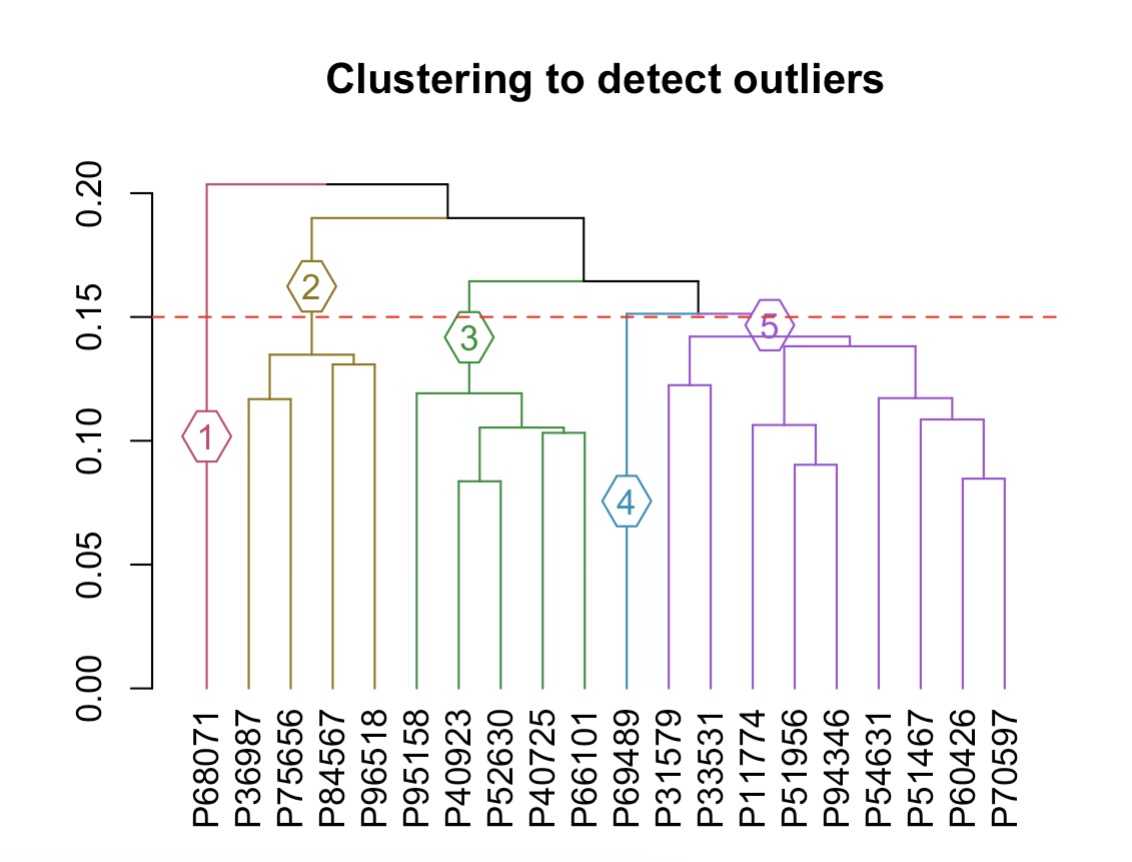 Clustering to detect outliers
0.20
0.15
0.10
0.05
0.00
2
5
3
1
4
P68071
P36987
P75656
P84567
P96518
P95158
P40923
P52630
P40725
P66101
P69489
P31579
P33531
P11774
P51956
P94346
P54631
P51467
P60426
P70597